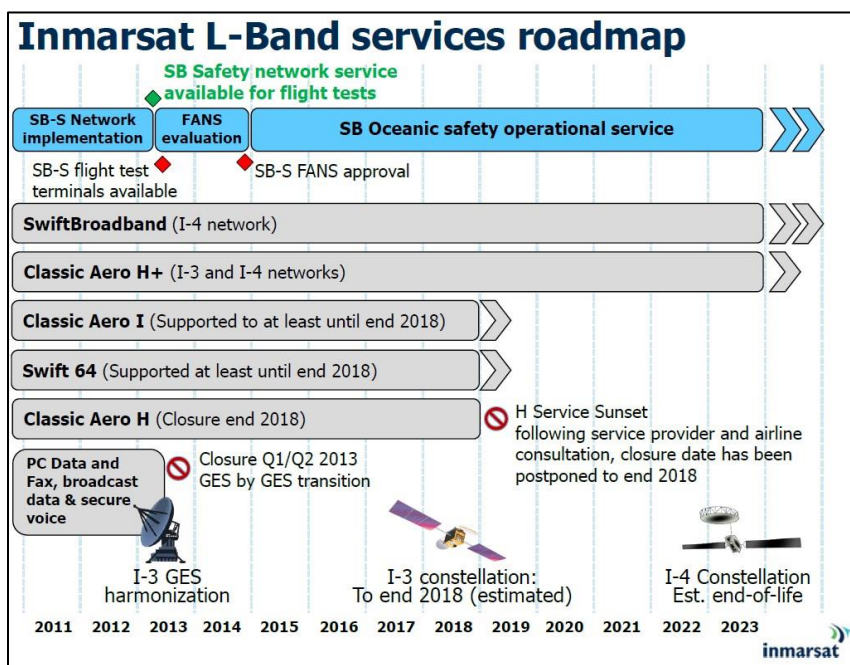 Inmarsat L-Band services roadmap
SB Safety network service
available for flight tests
SB-S Network
implementation
FANS
evaluation
SB Oceanic safety operational service
SB-S flight test
terminals available
SB-S FANS approval
SwiftBroadband (I-4 network)
Classic Aero H+ (I-3 and I-4 networks)
Classic Aero I (Supported to at least until end 2018)
Swift 64 (Supported at least until end 2018)
Classic Aero H (Closure end 2018)
H Service Sunset
following service provider and airline
consultation, closure date has been
postponed to end 2018
PC Data and
Fax, broadcast
data & secure
voice
Closure Q1/Q2 2013
GES by GES transition
I-3 GES
harmonization
I-3 constellation:
To end 2018 (estimated)
I-4 Constellation
Est. end-of-life
2011 2012 2013 2014 2015 2016 2017 2018 2019 2020 2021 2022 2023
inmarsat